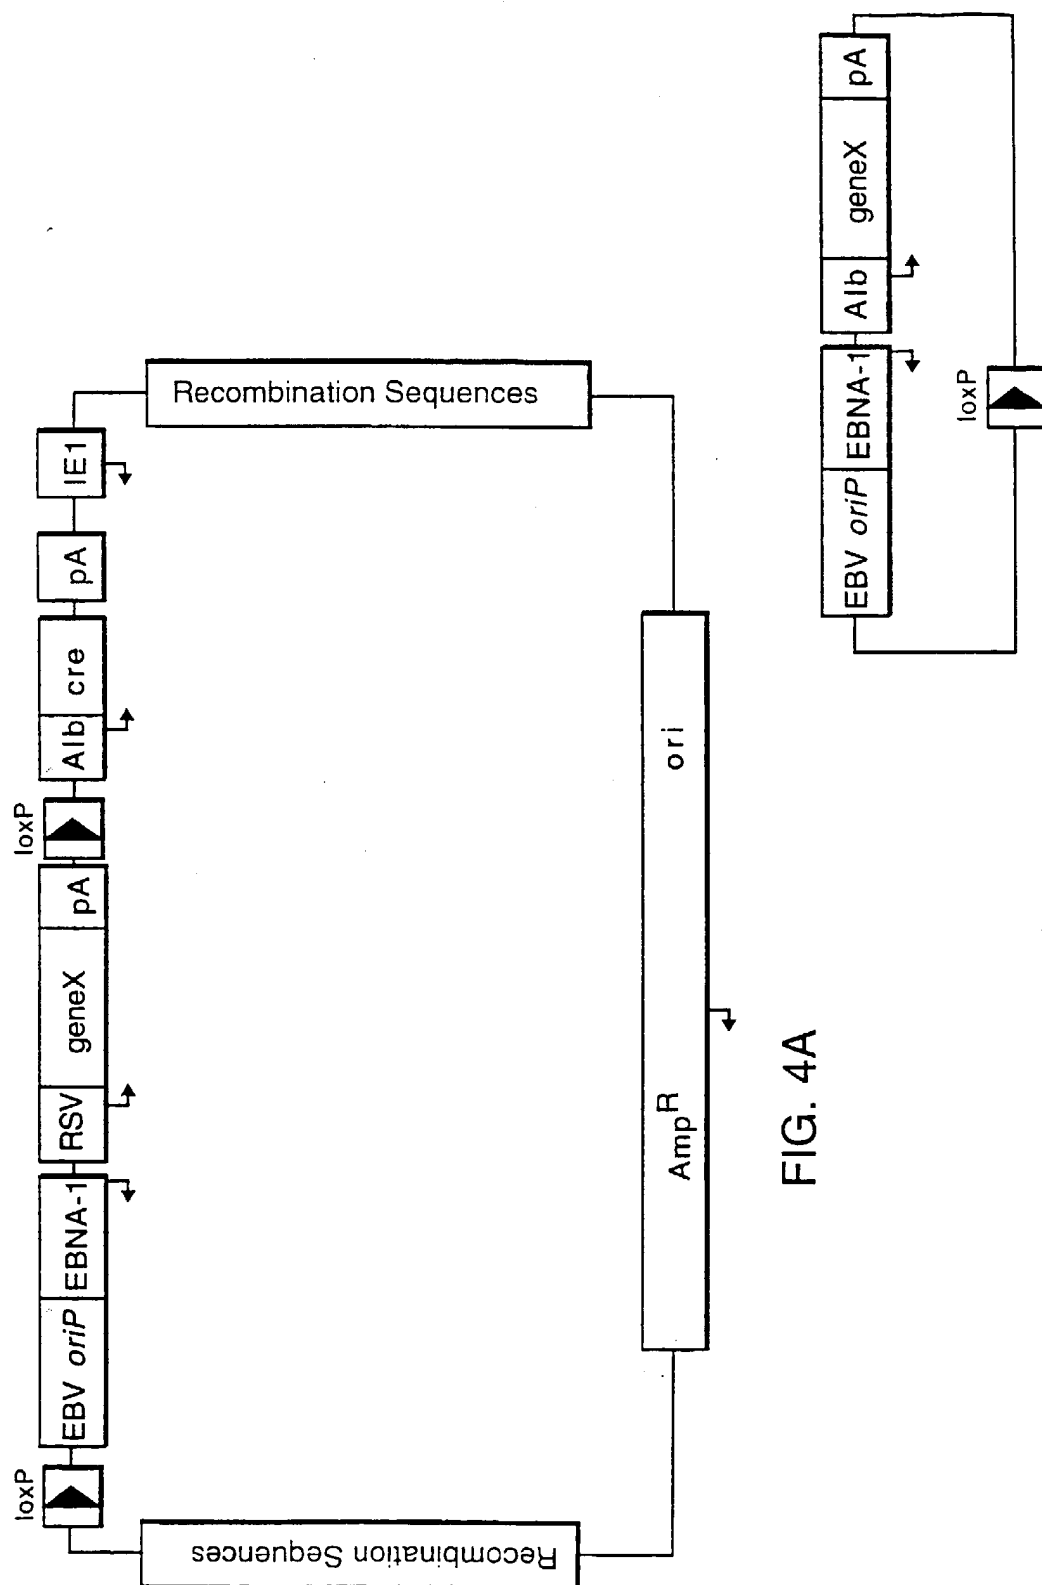 loxP
EBV oriP
EBNA-1
RSV
geneX
pA
loxP
Alb
cre
pA
IE1
Recombination Sequences
Recombination Sequences
AmpR
ori
FIG. 4A
EBV oriP
EBNA-1
Alb
geneX
pA
loxP